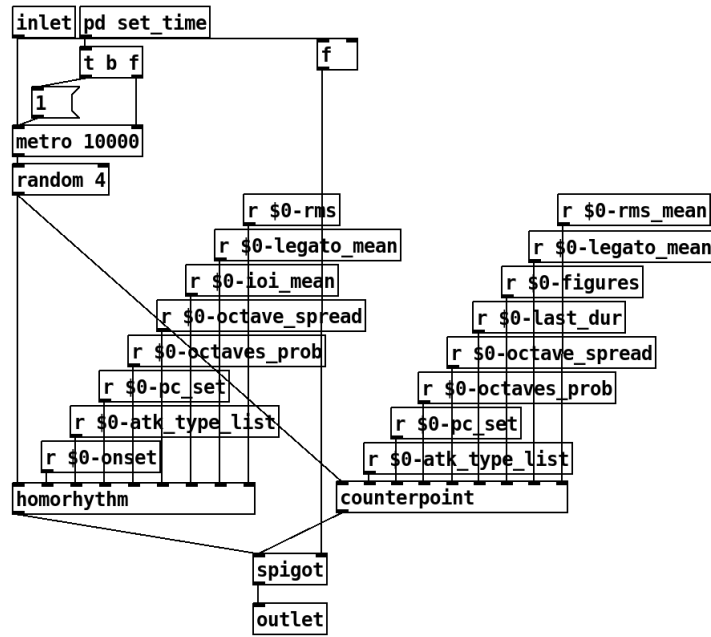 inlet
pd set_time
t b f
f
1
metro 10000
random 4
r $0-rms
r $0-rms_mean
r $0-legato_mean
r $0-legato_mean
r $0-ioi_mean
r $0-figures
r $0-octave_spread
r $0-last_dur
r $0-octaves_prob
r $0-octave_spread
r $0-pc_set
r $0-octaves_prob
r $0-atk_type_list
r $0-pc_set
r $0-onset
r $0-atk_type_list
homorhythm
counterpoint
spigot
outlet